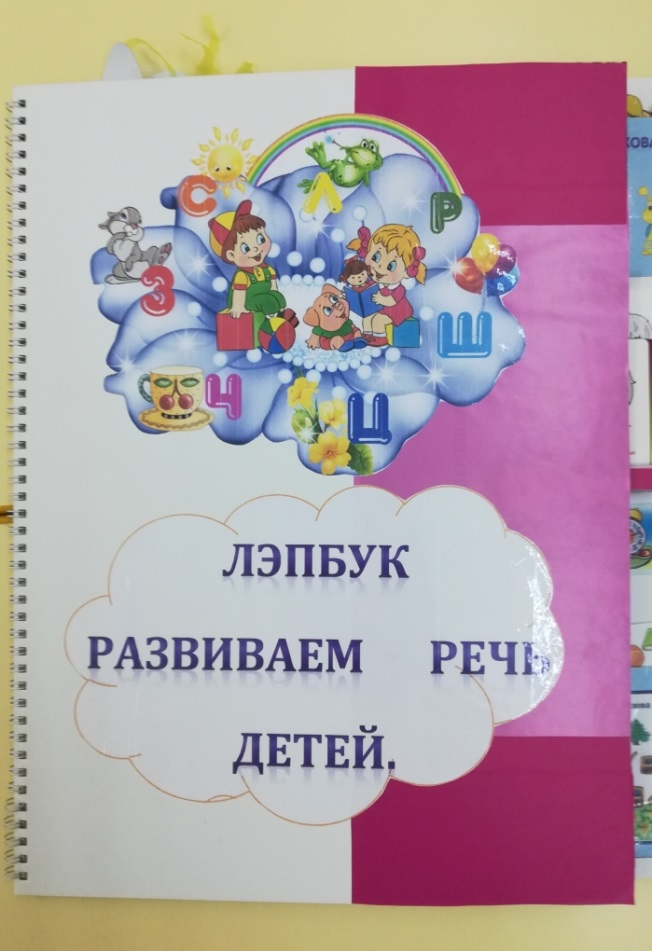 С Л Р
З Ш
Ч Ц
ЛЭПБУК
РАЗВИВАЕМ РЕЧЬ
ДЕТЕЙ.